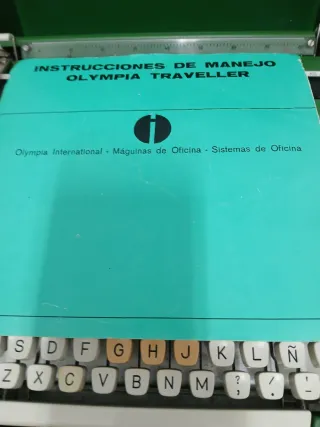 INSTRUCCIONES DE MANEJO
OLYMPIA TRAVELLER
i
Olympia International - Máquinas de Oficina - Sistemas de Oficina
S D F G H J K L Ñ
Z X C V B N M ? / !